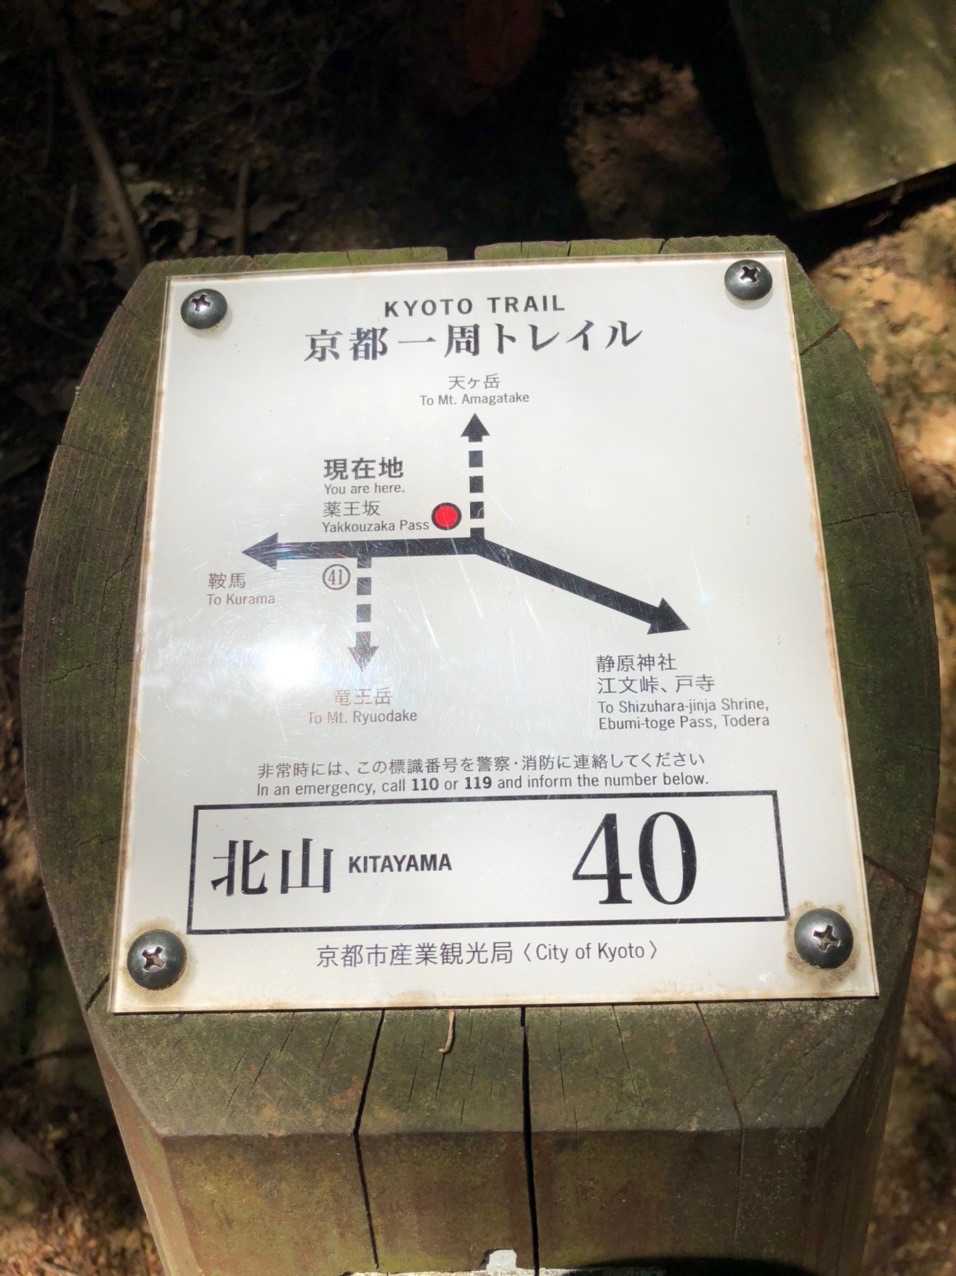 KYOTO TRAIL
京都一周トレイル
天ヶ岳
To Mt. Amagatake
現在地
You are here.
薬王坂
Yakkouzaka Pass
鞍馬
To Kurama
41
竜王岳
To Mt. Ryuodake
静原神社
江文峠、戸寺
To Shizuhara-jinja Shrine,
Ebumi-toge Pass, Todera
非常時には、この標識番号を警察・消防に連絡してください
In an emergency, call 110 or 119 and inform the number below.
北山 KITAYAMA 40
京都市産業観光局〈City of Kyoto〉